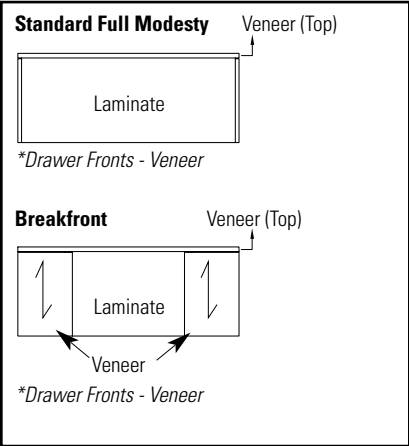 Standard Full Modesty Veneer (Top)
Laminate
*Drawer Fronts - Veneer
Breakfront Veneer (Top)
Laminate
Veneer
*Drawer Fronts - Veneer